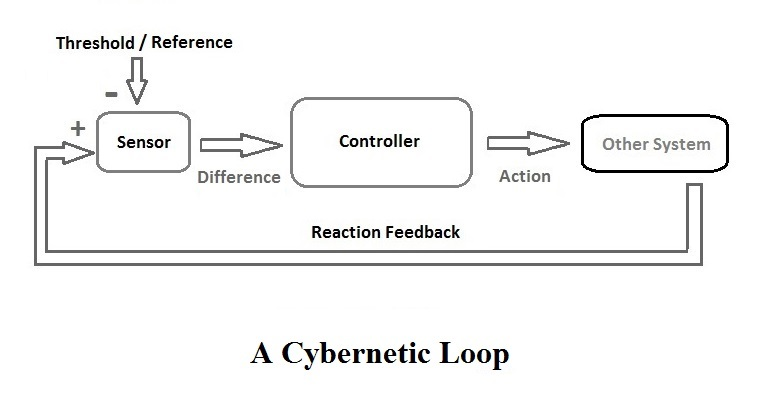 Threshold / Reference
-
+
Sensor
Controller
Other System
Difference
Action
Reaction Feedback
A Cybernetic Loop